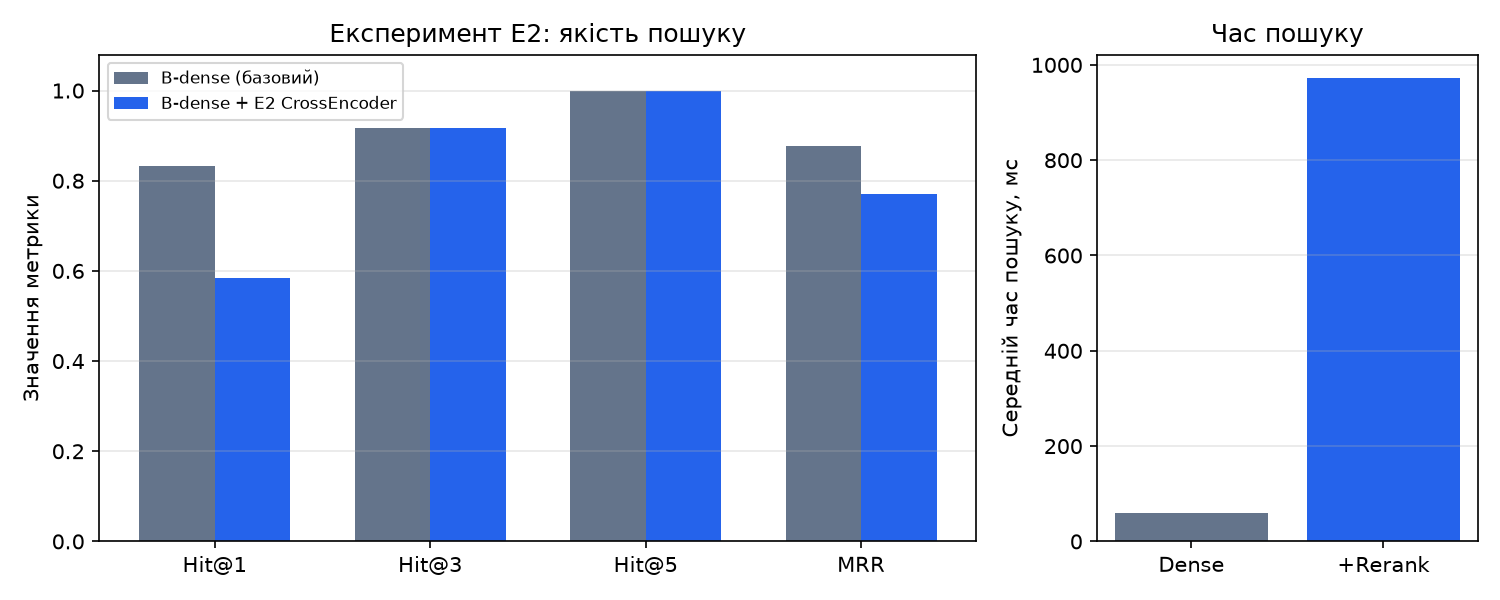 Експеримент E2: якість пошуку
B-dense (базовий)
B-dense + E2 CrossEncoder
Значення метрики
1.0
0.8
0.6
0.4
0.2
0.0
Hit@1
Hit@3
Hit@5
MRR
Час пошуку
Середній час пошуку, мс
1000
800
600
400
200
0
Dense
+Rerank